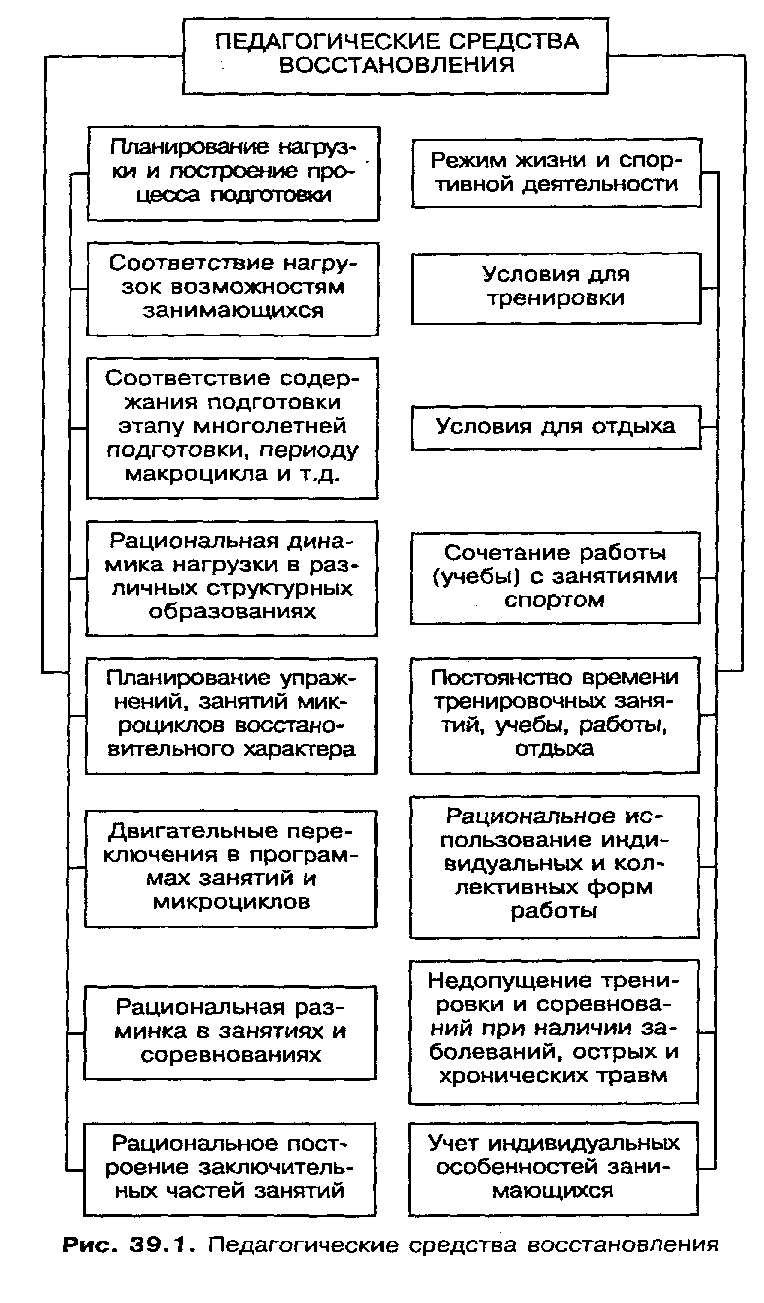 ПЕДАГОГИЧЕСКИЕ СРЕДСТВА
ВОССТАНОВЛЕНИЯ
Планирование нагруз-
ки и построение про-
цесса подготовки
Соответствие нагру-
зок возможностям
занимающихся
Соответствие содер-
жания подготовки
этапу многолетней
подготовки, периоду
макроцикла и т.д.
Рациональная дина-
мика нагрузки в раз-
личных структурных
образованиях
Планирование упраж-
нений, занятий мик-
роциклов восстано-
вительного характера
Двигательные пере-
ключения в програм-
мах занятий и
микроциклов
Рациональная раз-
минка в занятиях и
соревнованиях
Рациональное пост-
роение заключитель-
ных частей занятий
Режим жизни и спор-
тивной деятельности
Условия для
тренировки
Условия для отдыха
Сочетание работы
(учебы) с занятиями
спортом
Постоянство времени
тренировочных заня-
тий, учебы, работы,
отдыха
Рациональное ис-
пользование инди-
видуальных и кол-
лективных форм
работы
Недопущение трени-
ровки и соревнова-
ний при наличии за-
болеваний, острых и
хронических травм
Учет индивидуальных
особенностей зани-
мающихся
Рис. 39.1. Педагогические средства восстановления